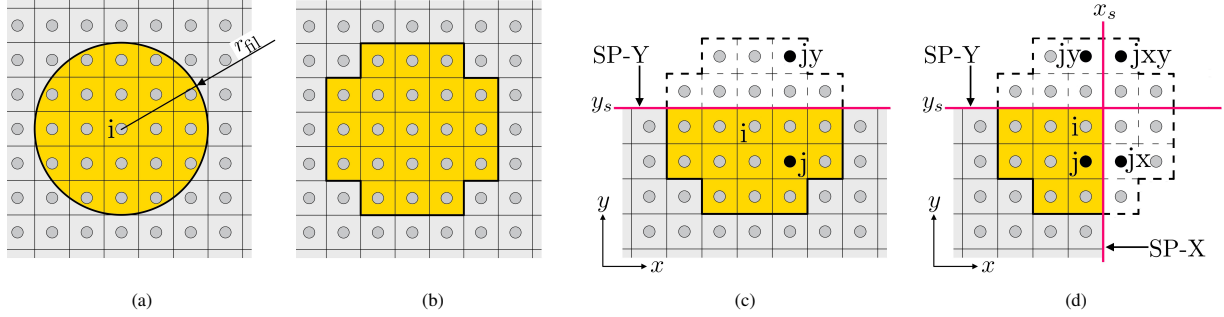 r_fil
i
(a)
(b)
SP-Y
jy
y_s
i
j
y
x
(c)
x_s
SP-Y
jy
jxy
y_s
i
j
jx
y
x
SP-X
(d)